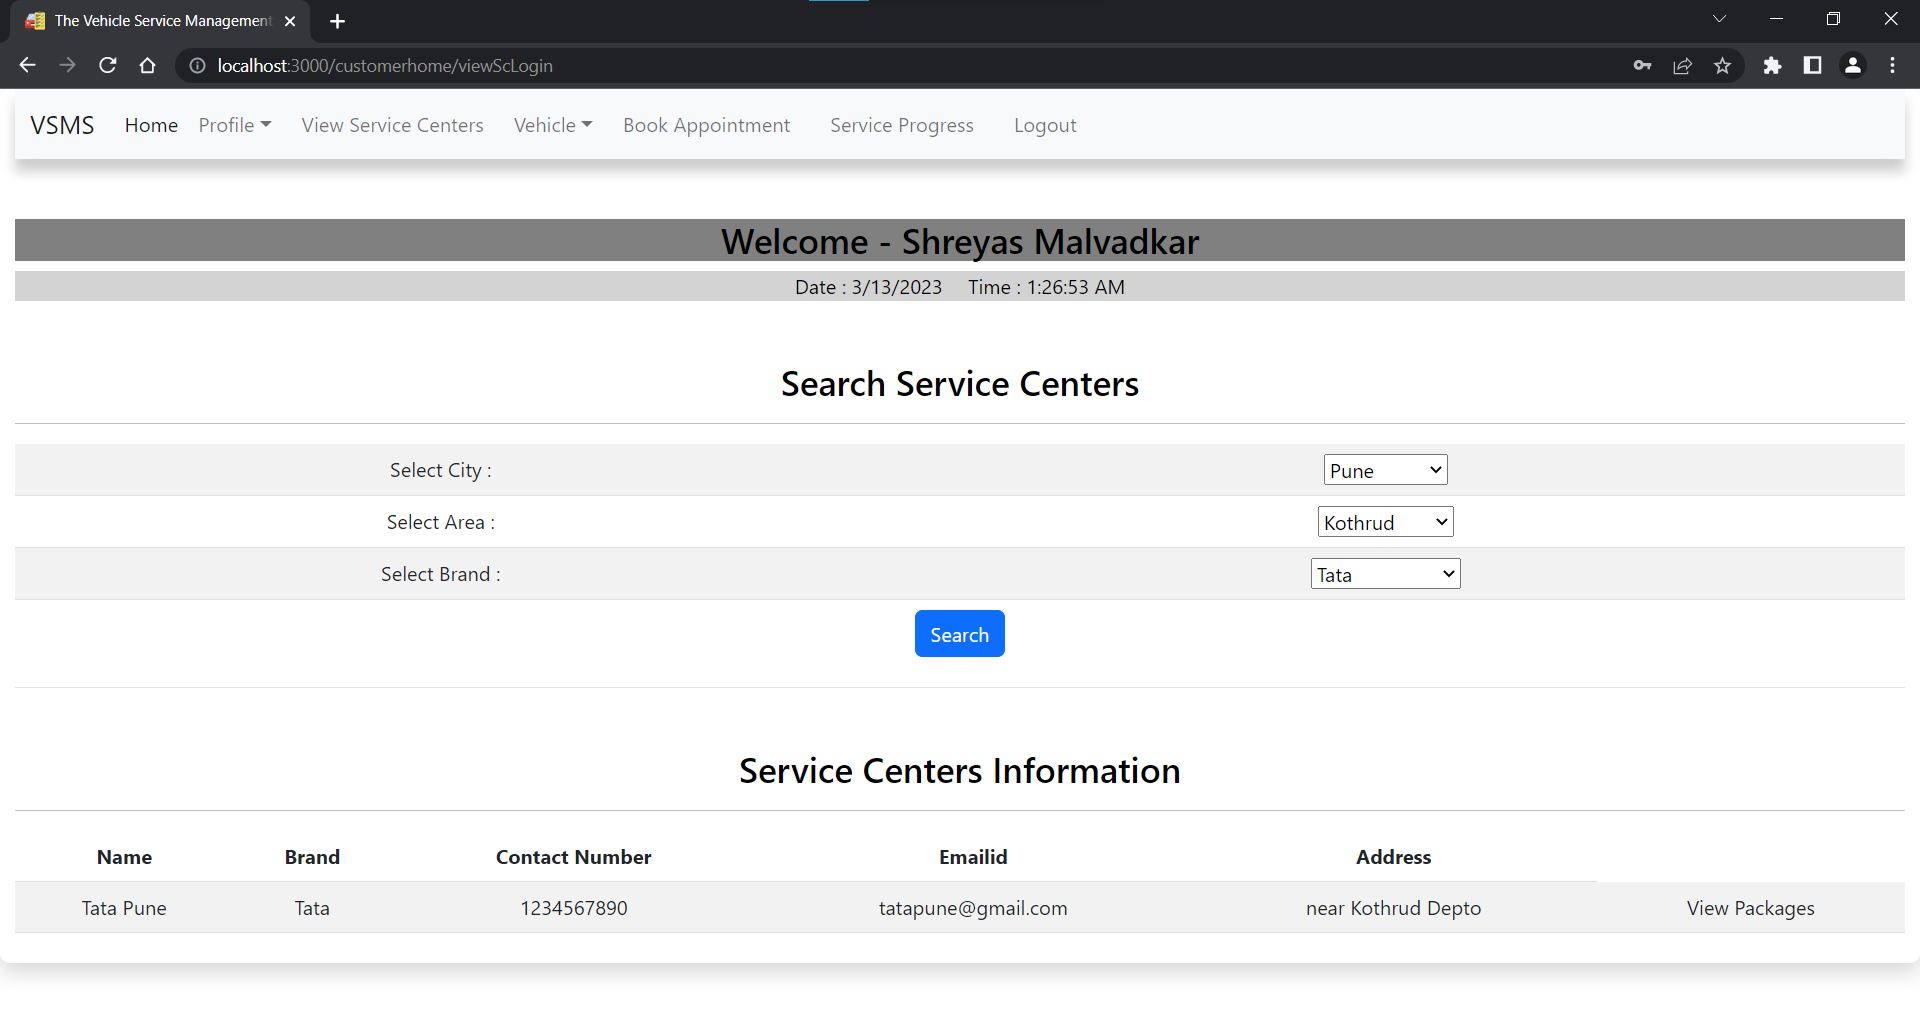 The Vehicle Service Management
localhost:3000/customerhome/viewScLogin
VSMS Home Profile View Service Centers Vehicle Book Appointment Service Progress Logout
Welcome - Shreyas Malvadkar
Date : 3/13/2023 Time : 1:26:53 AM
Search Service Centers
Select City : Pune
Select Area : Kothrud
Select Brand : Tata
Search
Service Centers Information
Name Brand Contact Number Emailid Address
Tata Pune Tata 1234567890 tatapune@gmail.com near Kothrud Depto View Packages